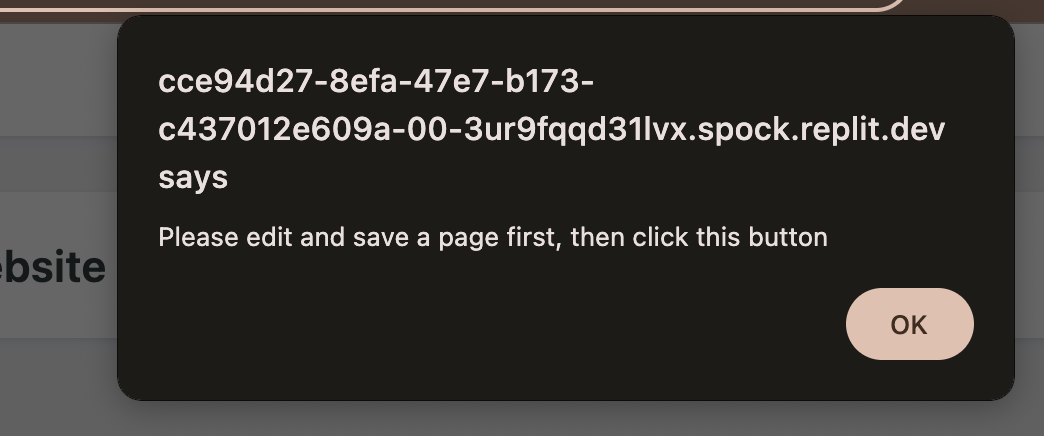 cce94d27-8efa-47e7-b173-
c437012e609a-00-3ur9fqqd31lvx.spock.replit.dev
says
Please edit and save a page first, then click this button
ebsite
OK